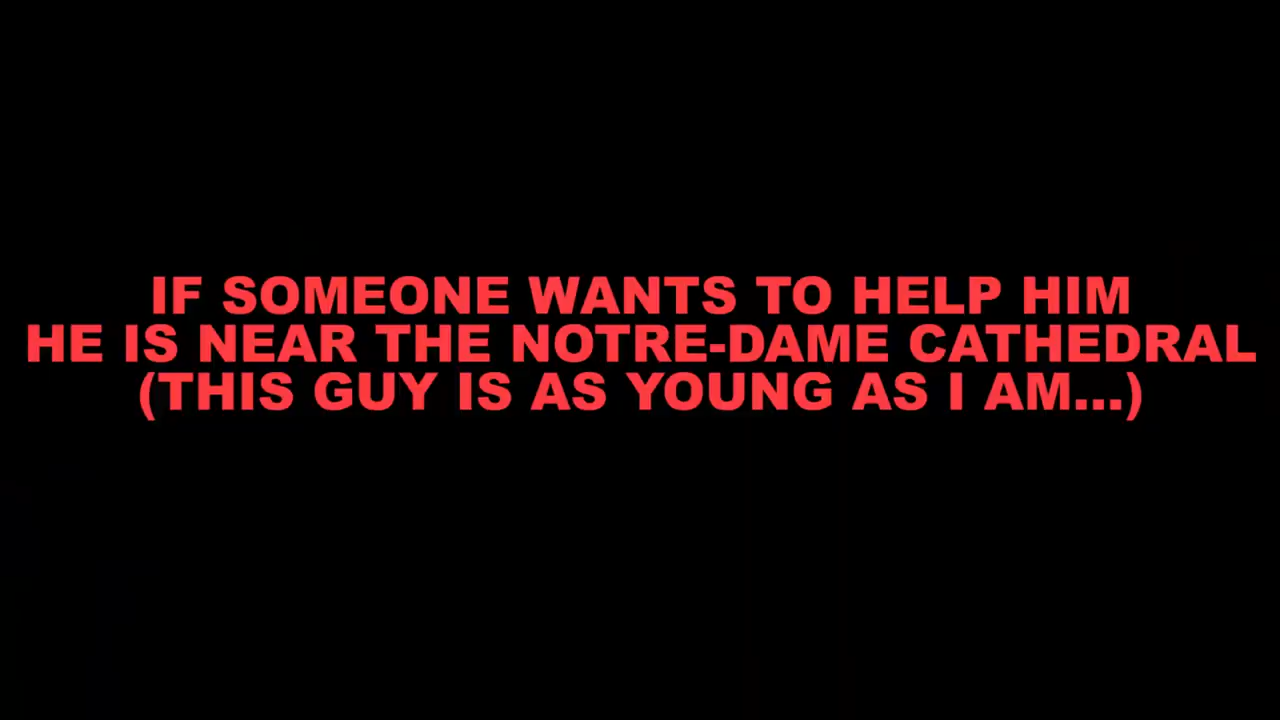 IF SOMEONE WANTS TO HELP HIM
HE IS NEAR THE NOTRE-DAME CATHEDRAL
(THIS GUY IS AS YOUNG AS I AM...)